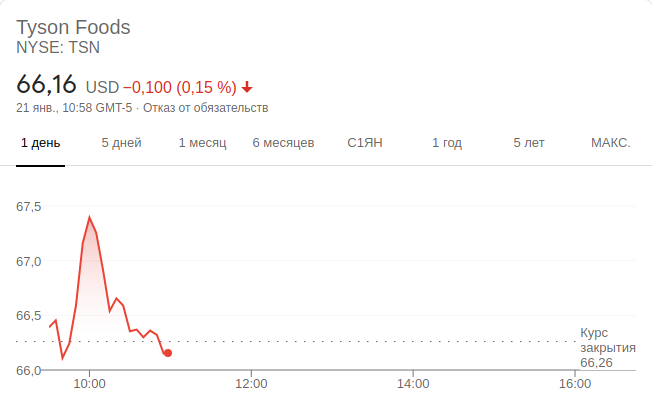 Tyson Foods
NYSE: TSN
66,16 USD −0,100 (0,15 %)
21 янв., 10:58 GMT-5 · Отказ от обязательств
1 день 5 дней 1 месяц 6 месяцев С1ЯН 1 год 5 лет МАКС.
67,5
67,0
66,5
Курс
закрытия
66,26
66,0
10:00 12:00 14:00 16:00